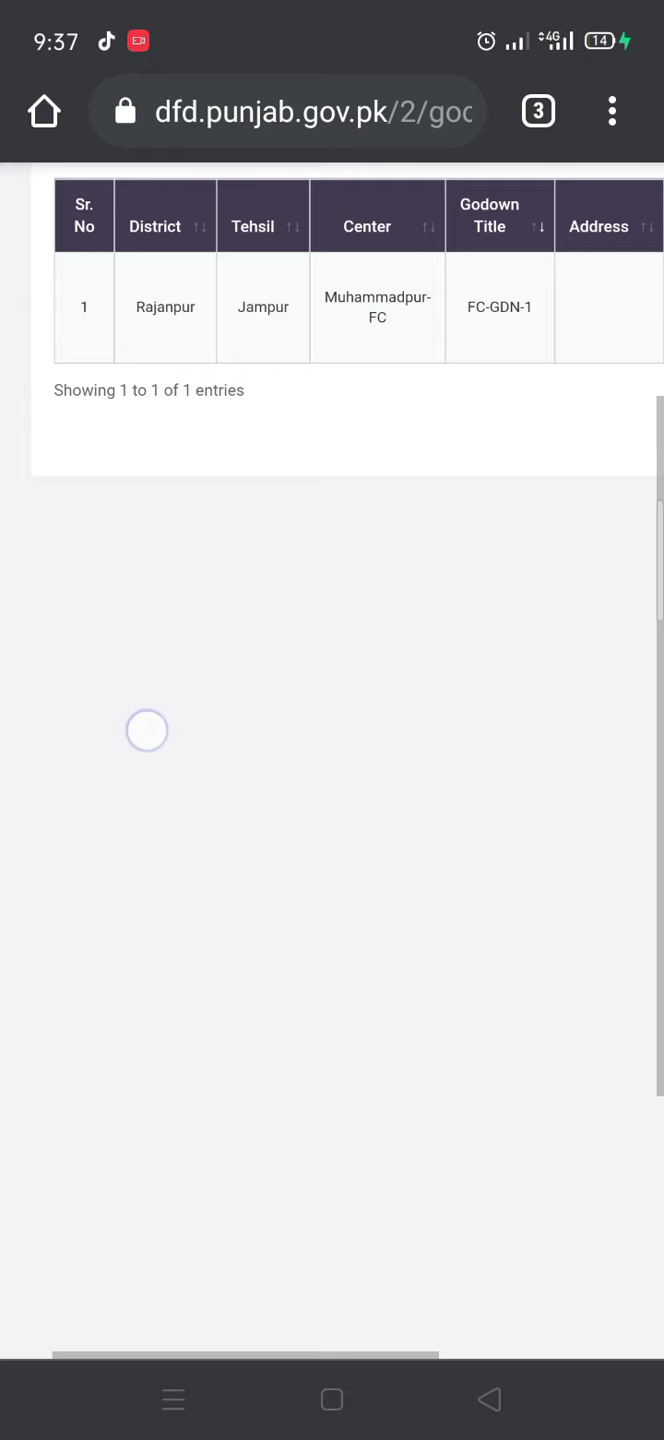 9:37
4G
14
dfd.punjab.gov.pk/2/goc
3
Sr. No
District
Tehsil
Center
Godown Title
Address
1
Rajanpur
Jampur
Muhammadpur-
FC
FC-GDN-1
Showing 1 to 1 of 1 entries